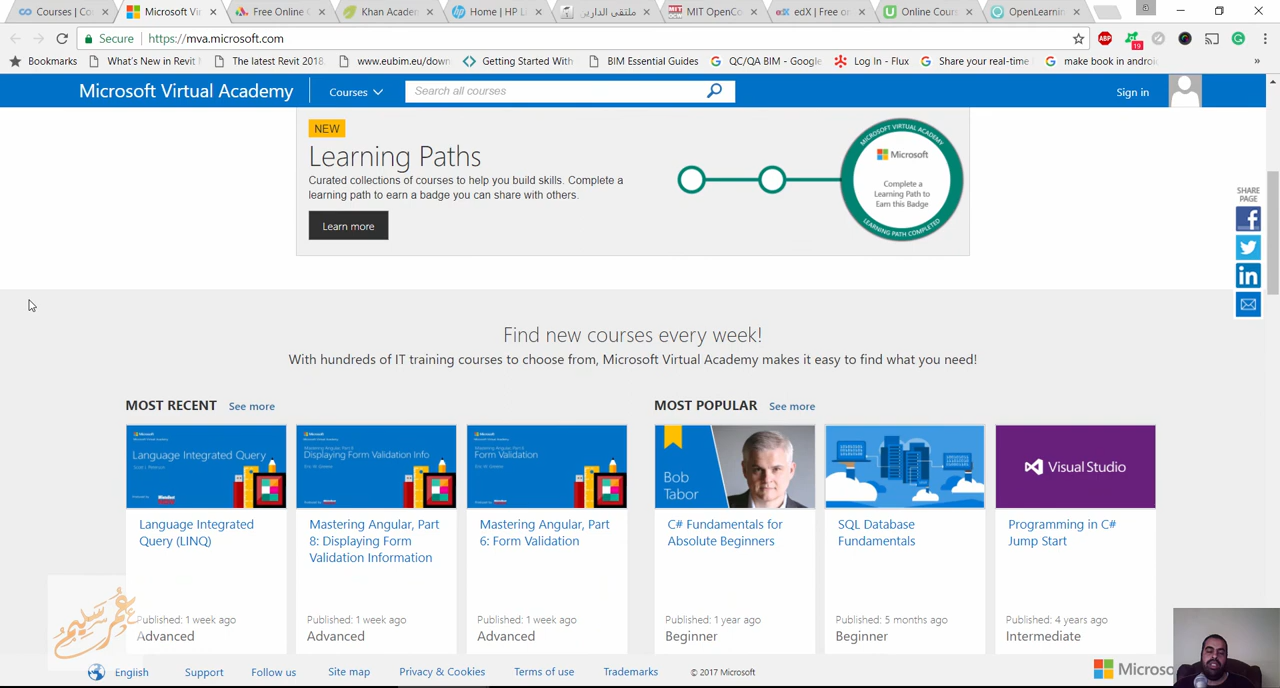 Courses | Co
Microsoft Vi
Free Online C
Khan Acade
Home | HP L
ملتقى الدارين
MIT OpenCo
edX | Free or
Online Cours
OpenLearnin
Secure
https://mva.microsoft.com
ABP
19
Bookmarks
What's New in Revit
The latest Revit 2018
www.eubim.eu/down
Getting Started With
BIM Essential Guides
QC/QA BIM - Google
Log In - Flux
Share your real-time
make book in androi
»
Microsoft Virtual Academy
Courses
Search all courses
Sign in
NEW
Learning Paths
Curated collections of courses to help you build skills. Complete a
learning path to earn a badge you can share with others.
Learn more
MICROSOFT VIRTUAL ACADEMY
Microsoft
Complete a
Learning Path to
Earn this Badge
LEARNING PATH COMPLETED
SHARE
PAGE
Find new courses every week!
With hundreds of IT training courses to choose from, Microsoft Virtual Academy makes it easy to find what you need!
MOST RECENT See more
MOST POPULAR See more
Language Integrated Query
Displaying Form Validation Info
Form Validation
Bob
Tabor
Visual Studio
Language Integrated
Query (LINQ)
Published: 1 week ago
Advanced
Mastering Angular, Part
8: Displaying Form
Validation Information
Published: 1 week ago
Advanced
Mastering Angular, Part
6: Form Validation
Published: 1 week ago
Advanced
C# Fundamentals for
Absolute Beginners
Published: 1 year ago
Beginner
SQL Database
Fundamentals
Published: 5 months ago
Beginner
Programming in C#
Jump Start
Published: 4 years ago
Intermediate
عمر سليم
English
Support
Follow us
Site map
Privacy & Cookies
Terms of use
Trademarks
© 2017 Microsoft
Microso